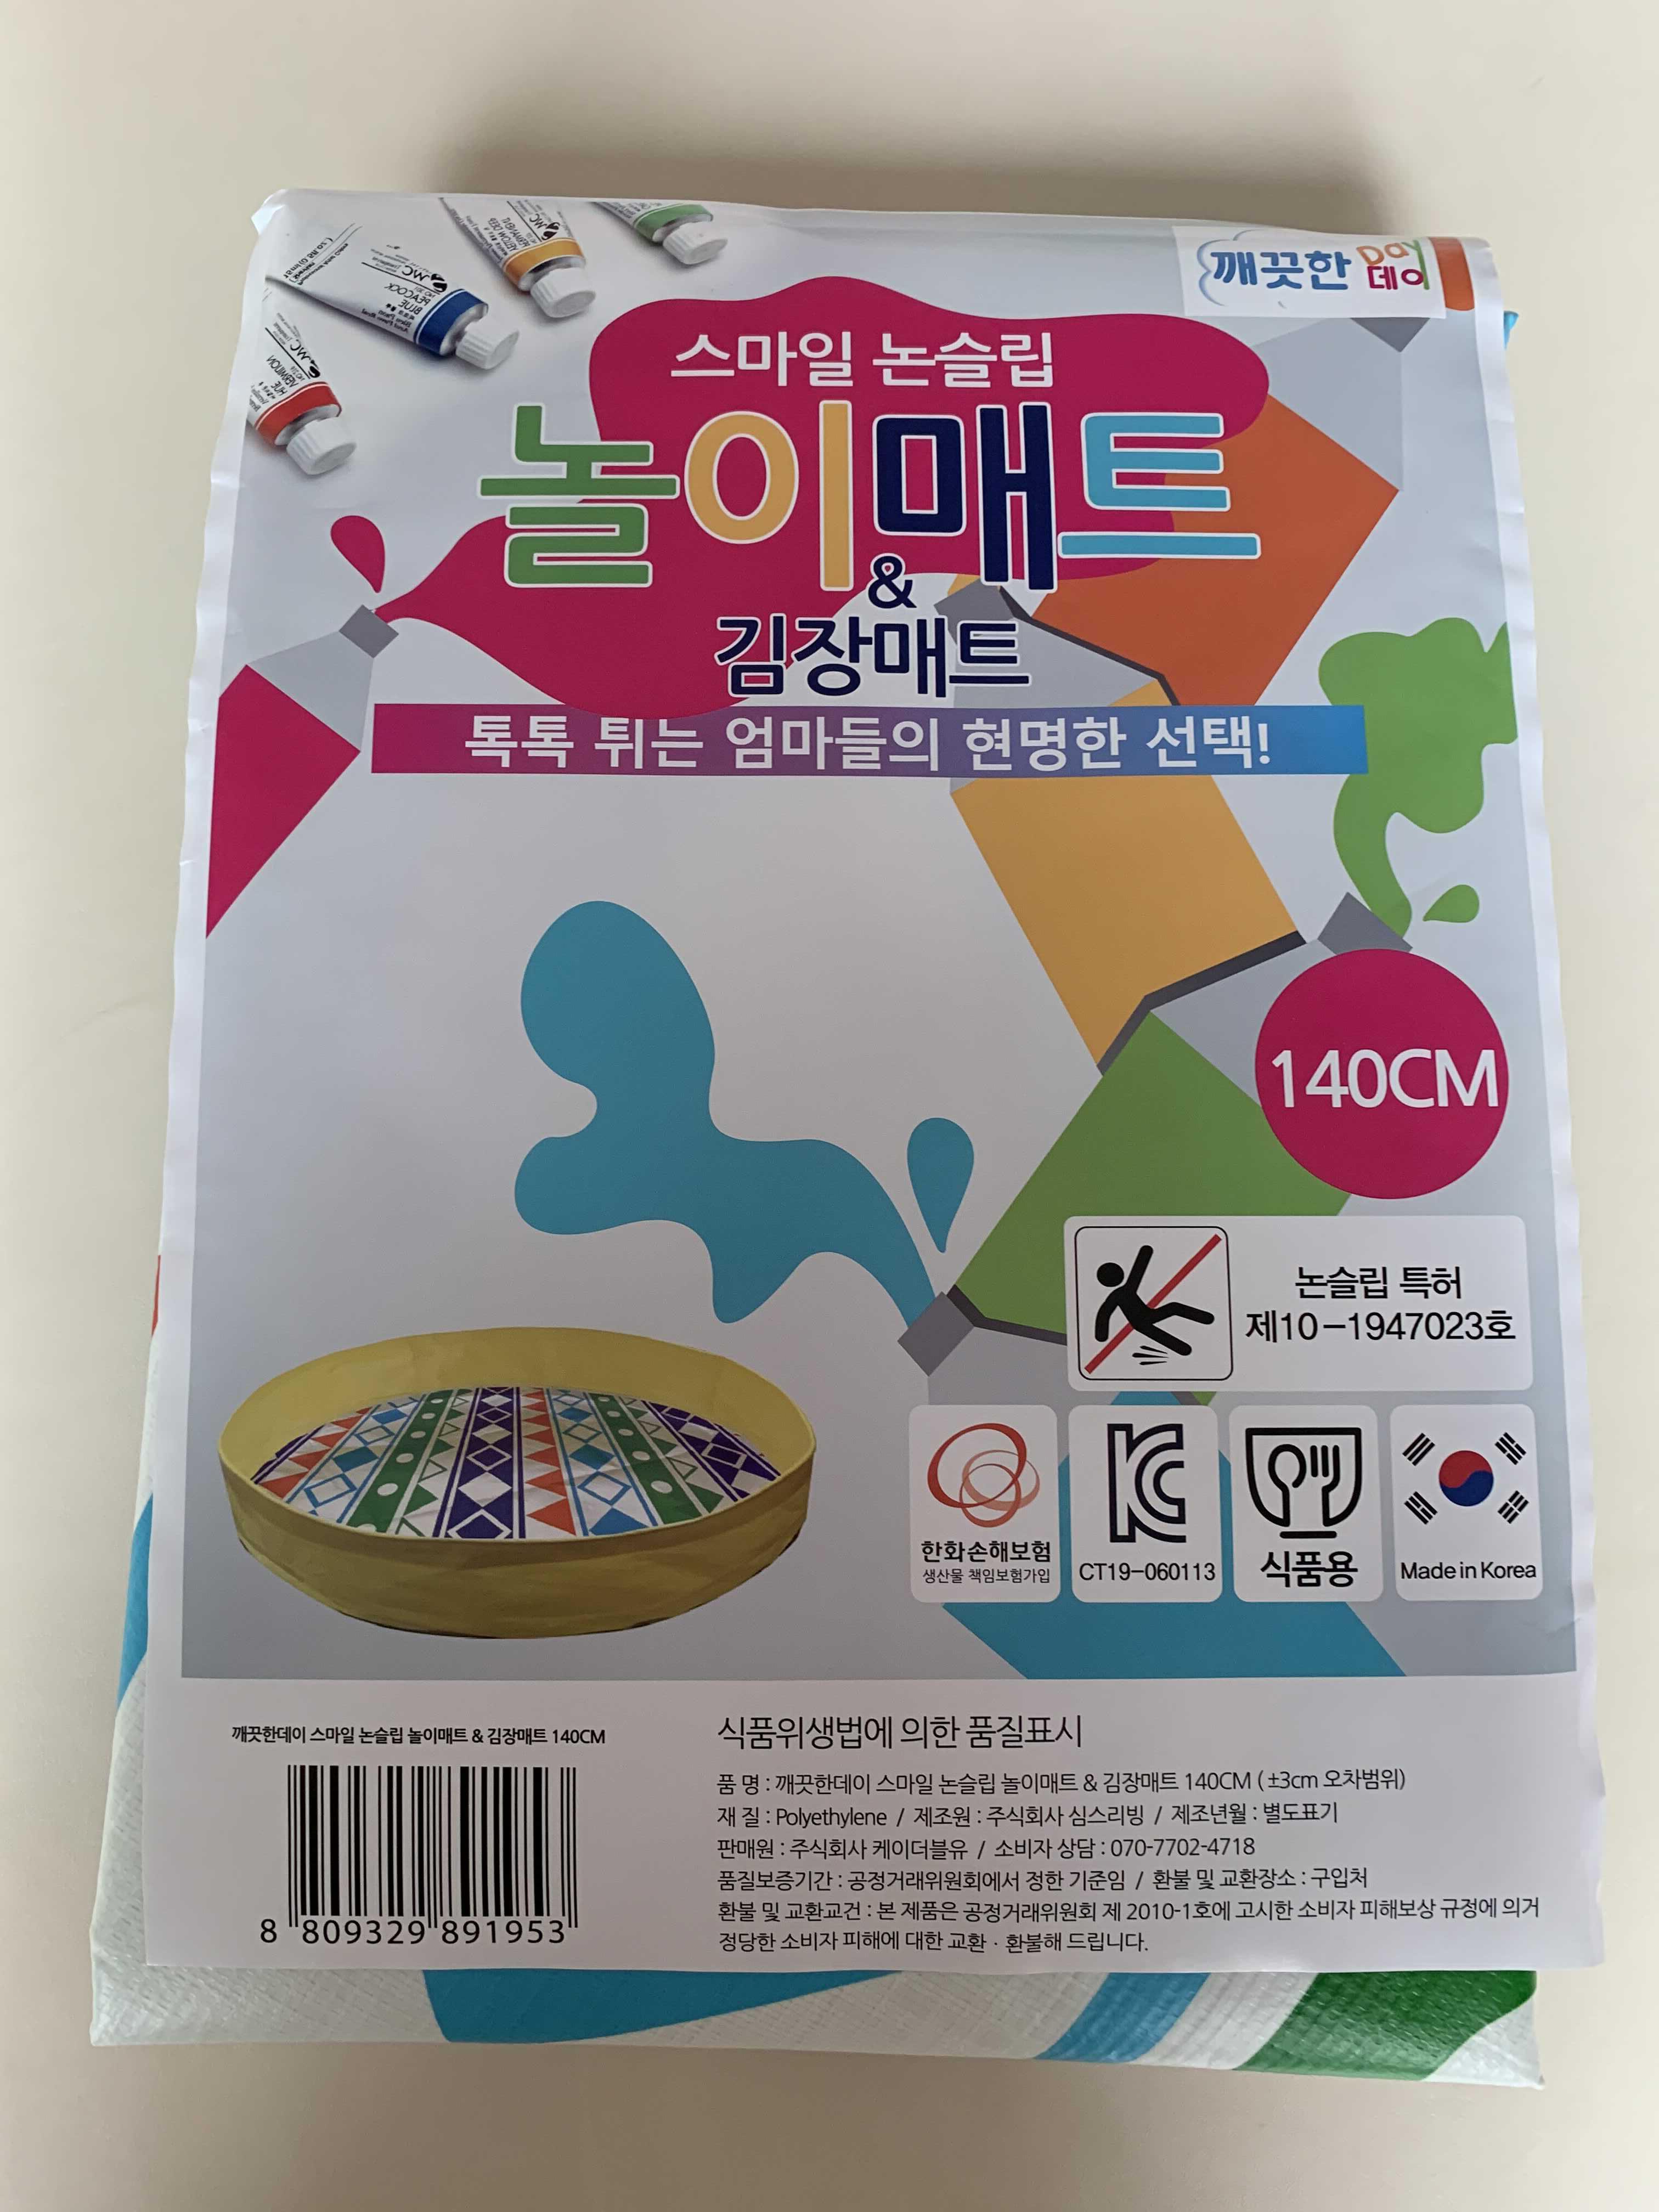 깨끗한 Day 데이
MC
BLUE
PEACOCK
MC
MC
스마일 논슬립
놀이매트
&
김장매트
톡톡 튀는 엄마들의 현명한 선택!
140CM
논슬립 특허
제10-1947023호
한화손해보험
생산물 책임보험가입
CT19-060113
식품용
Made in Korea
깨끗한데이 스마일 논슬립 놀이매트 & 김장매트 140CM
8 809329 891953
식품위생법에 의한 품질표시
품 명 : 깨끗한데이 스마일 논슬립 놀이매트 & 김장매트 140CM ( ±3cm 오차범위)
재 질 : Polyethylene / 제조원 : 주식회사 심스리빙 / 제조년월 : 별도표기
판매원 : 주식회사 케이더블유 / 소비자 상담 : 070-7702-4718
품질보증기간 : 공정거래위원회에서 정한 기준임 / 환불 및 교환장소 : 구입처
환불 및 교환교건 : 본 제품은 공정거래위원회 제 2010-1호에 고시한 소비자 피해보상 규정에 의거
정당한 소비자 피해에 대한 교환 · 환불해 드립니다.